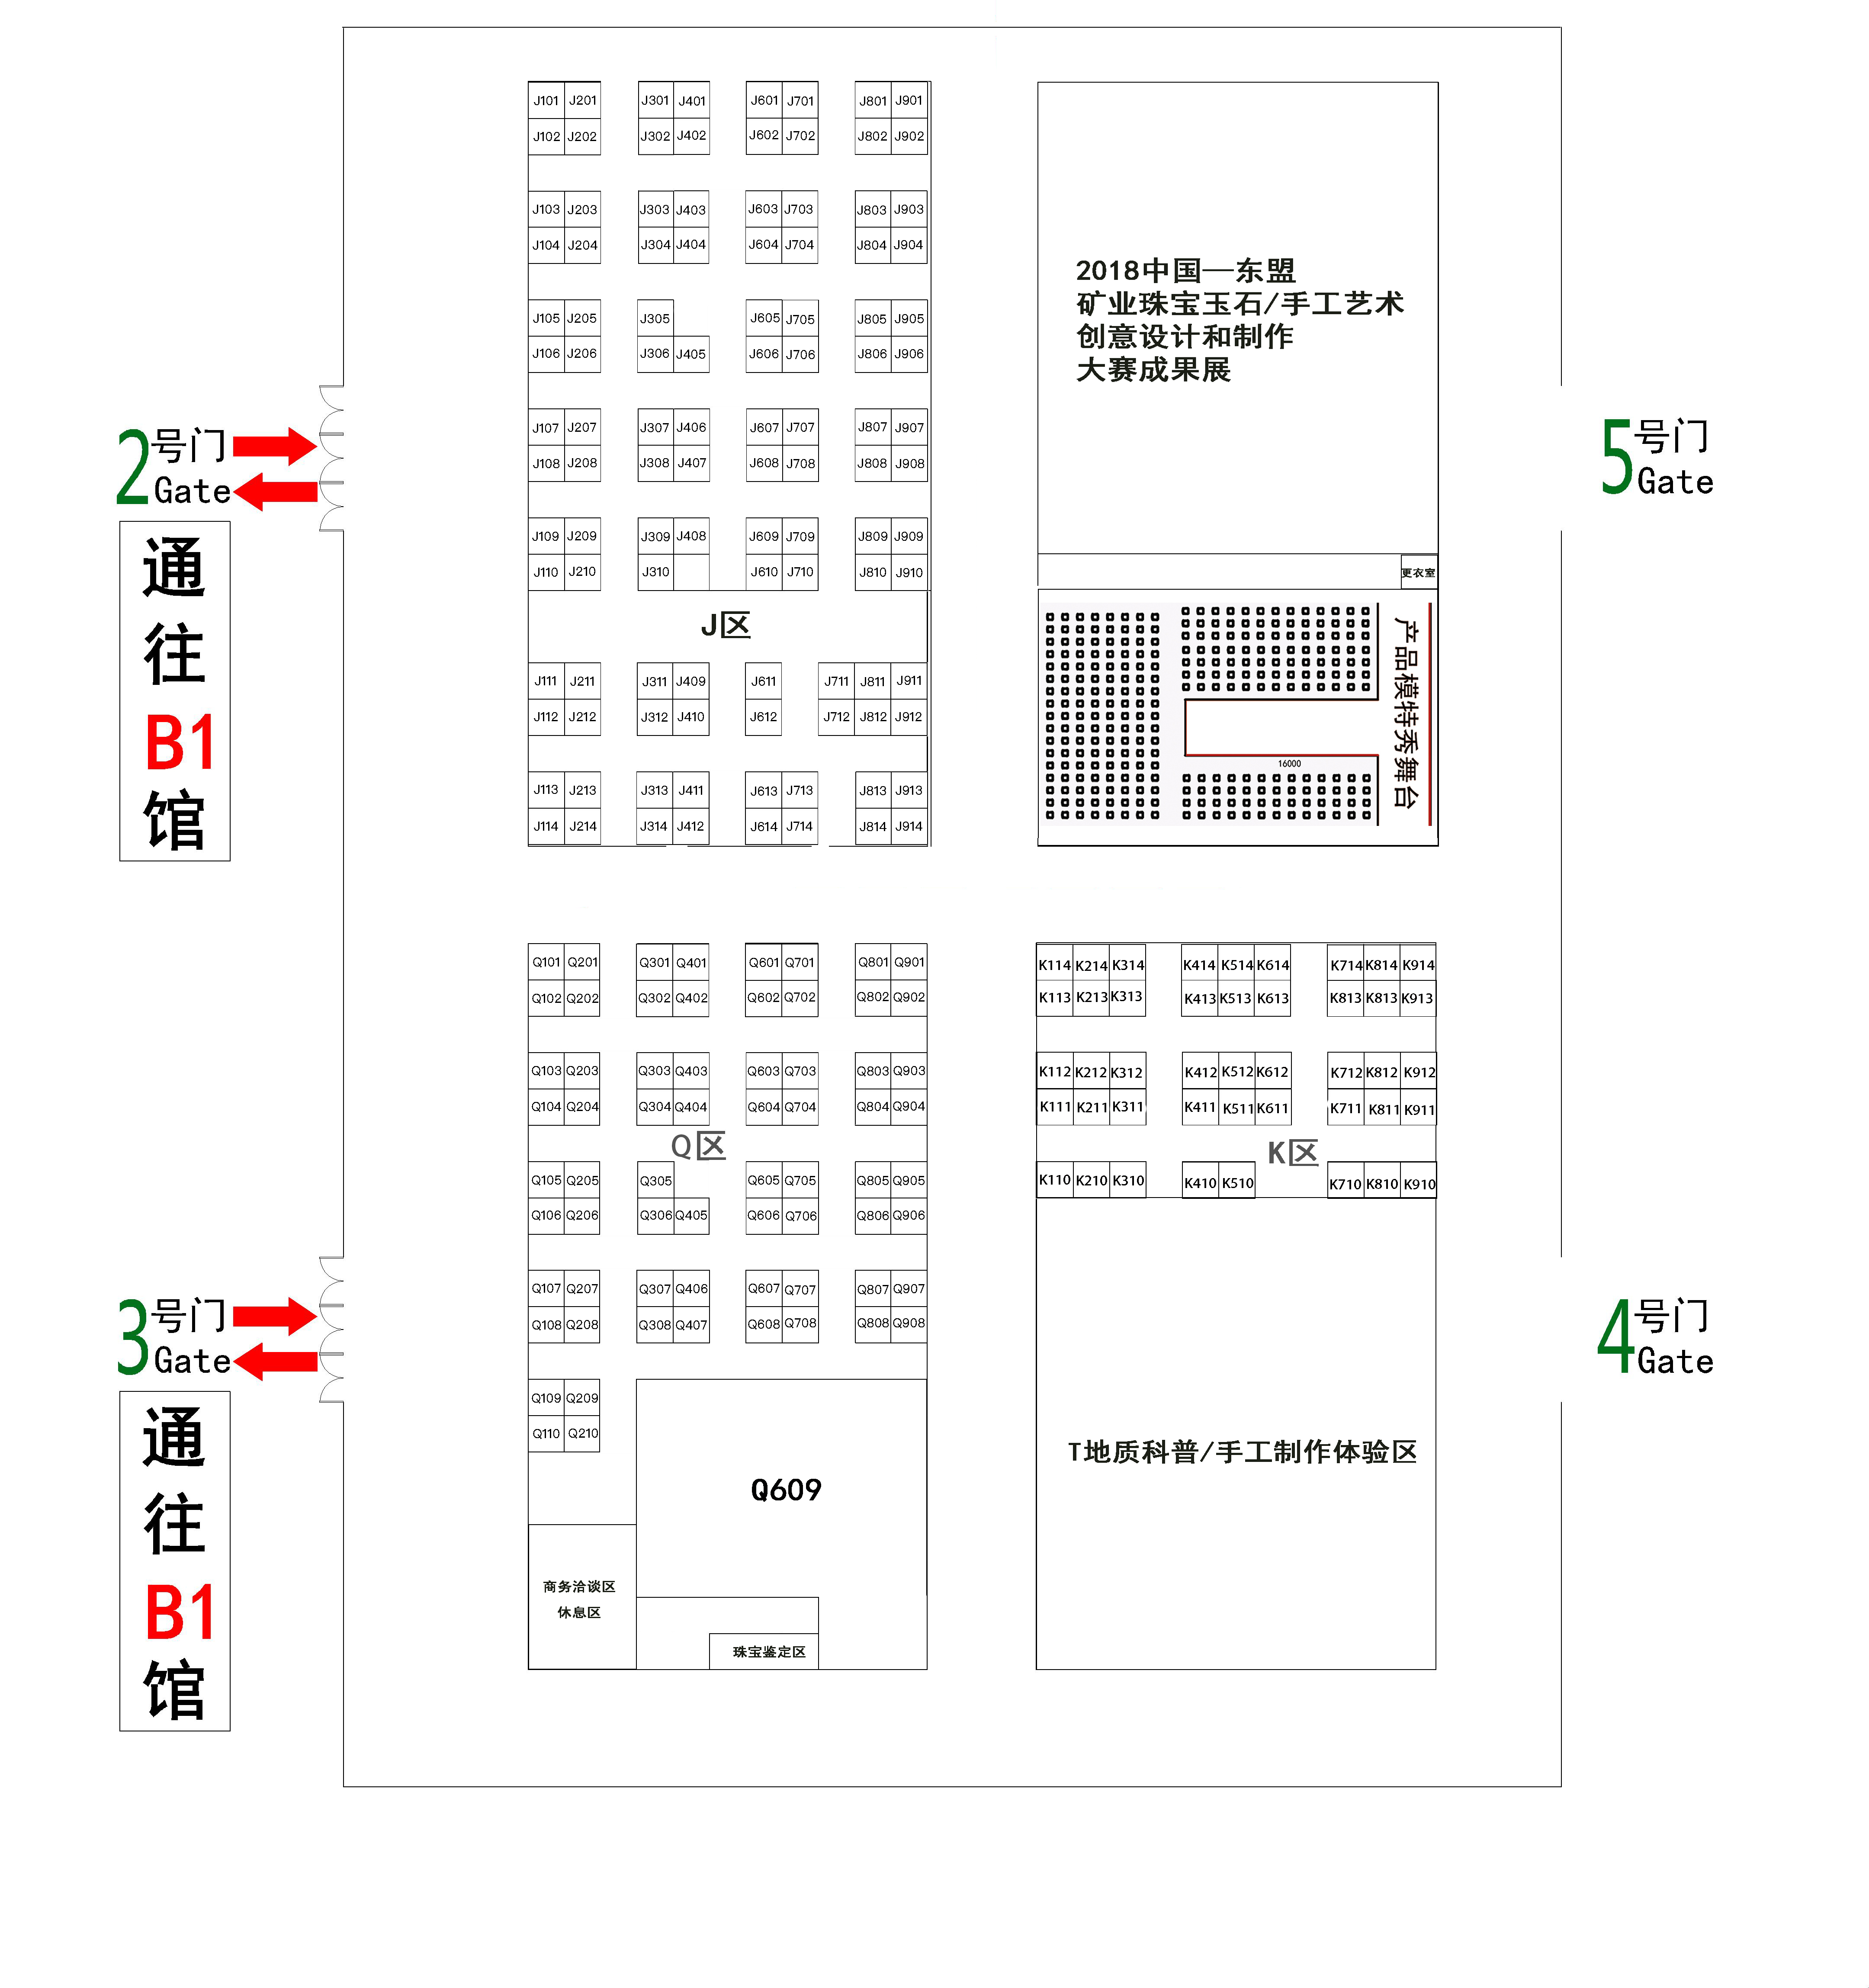 J101 J201 J301 J401 J601 J701 J801 J901
J102 J202 J302 J402 J602 J702 J802 J902
J103 J203 J303 J403 J603 J703 J803 J903
J104 J204 J304 J404 J604 J704 J804 J904
J105 J205 J305 J605 J705 J805 J905
J106 J206 J306 J405 J606 J706 J806 J906
J107 J207 J307 J406 J607 J707 J807 J907
J108 J208 J308 J407 J608 J708 J808 J908
J109 J209 J309 J408 J609 J709 J809 J909
J110 J210 J310 J610 J710 J810 J910
J区
J111 J211 J311 J409 J611 J711 J811 J911
J112 J212 J312 J410 J612 J712 J812 J912
J113 J213 J313 J411 J613 J713 J813 J913
J114 J214 J314 J412 J614 J714 J814 J914
2018中国—东盟
矿业珠宝玉石/手工艺术
创意设计和制作
大赛成果展
更衣室
产品模特秀舞台
16000
2号门
Gate
通往B1馆
5号门
Gate
Q101 Q201 Q301 Q401 Q601 Q701 Q801 Q901
Q102 Q202 Q302 Q402 Q602 Q702 Q802 Q902
Q103 Q203 Q303 Q403 Q603 Q703 Q803 Q903
Q104 Q204 Q304 Q404 Q604 Q704 Q804 Q904
Q区
Q105 Q205 Q305 Q605 Q705 Q805 Q905
Q106 Q206 Q306 Q405 Q606 Q706 Q806 Q906
Q107 Q207 Q307 Q406 Q607 Q707 Q807 Q907
Q108 Q208 Q308 Q407 Q608 Q708 Q808 Q908
Q109 Q209
Q110 Q210
Q609
商务洽谈区
休息区
珠宝鉴定区
K114 K214 K314 K414 K514 K614 K714 K814 K914
K113 K213 K313 K413 K513 K613 K813 K813 K913
K112 K212 K312 K412 K512 K612 K712 K812 K912
K111 K211 K311 K411 K511 K611 K711 K811 K911
K区
K110 K210 K310 K410 K510 K710 K810 K910
T地质科普/手工制作体验区
3号门
Gate
通往B1馆
4号门
Gate